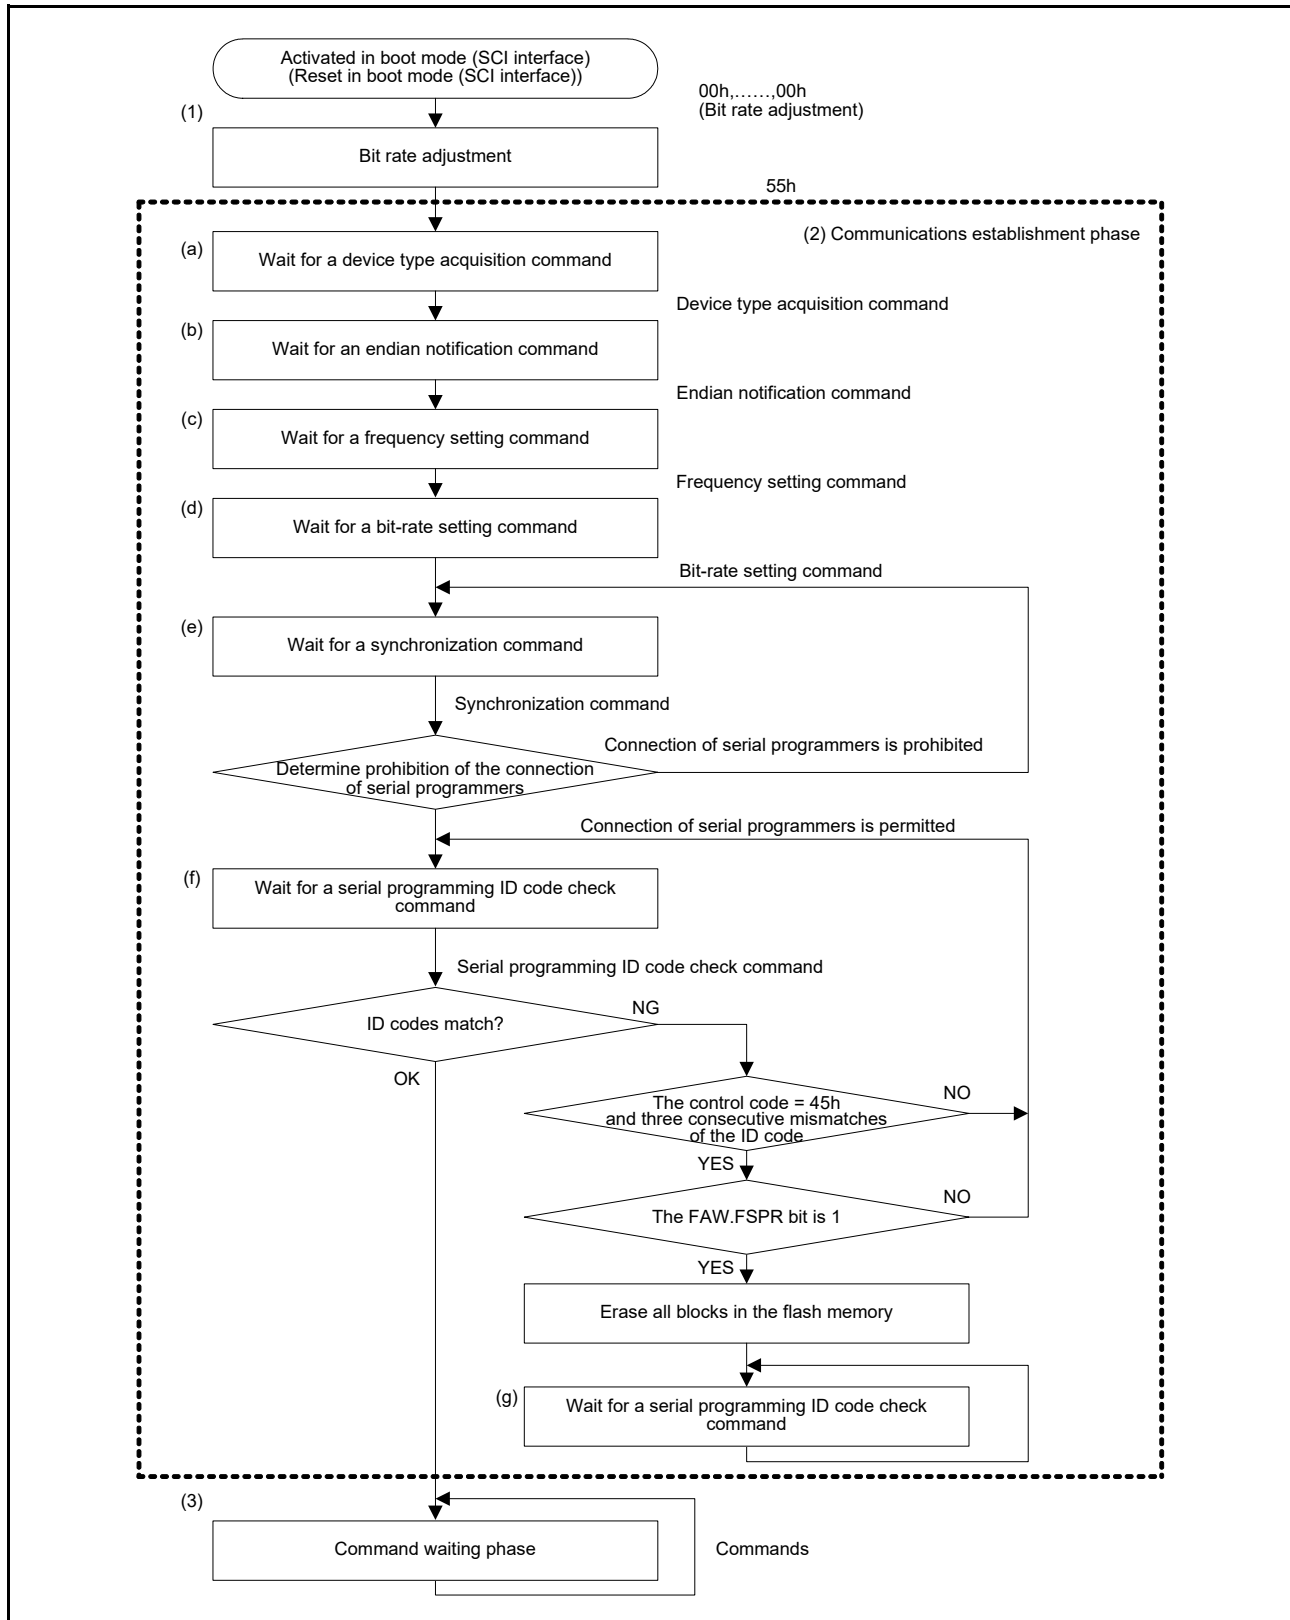 Activated in boot mode (SCI interface)
(Reset in boot mode (SCI interface))
00h,......,00h
(Bit rate adjustment)
(1)
Bit rate adjustment
55h
(2) Communications establishment phase
(a)
Wait for a device type acquisition command
Device type acquisition command
(b)
Wait for an endian notification command
Endian notification command
(c)
Wait for a frequency setting command
Frequency setting command
(d)
Wait for a bit-rate setting command
Bit-rate setting command
(e)
Wait for a synchronization command
Synchronization command
Connection of serial programmers is prohibited
Determine prohibition of the connection
of serial programmers
Connection of serial programmers is permitted
(f)
Wait for a serial programming ID code check
command
Serial programming ID code check command
NG
ID codes match?
OK
NO
The control code = 45h
and three consecutive mismatches
of the ID code
YES
NO
The FAW.FSPR bit is 1
YES
Erase all blocks in the flash memory
(g)
Wait for a serial programming ID code check
command
(3)
Command waiting phase
Commands